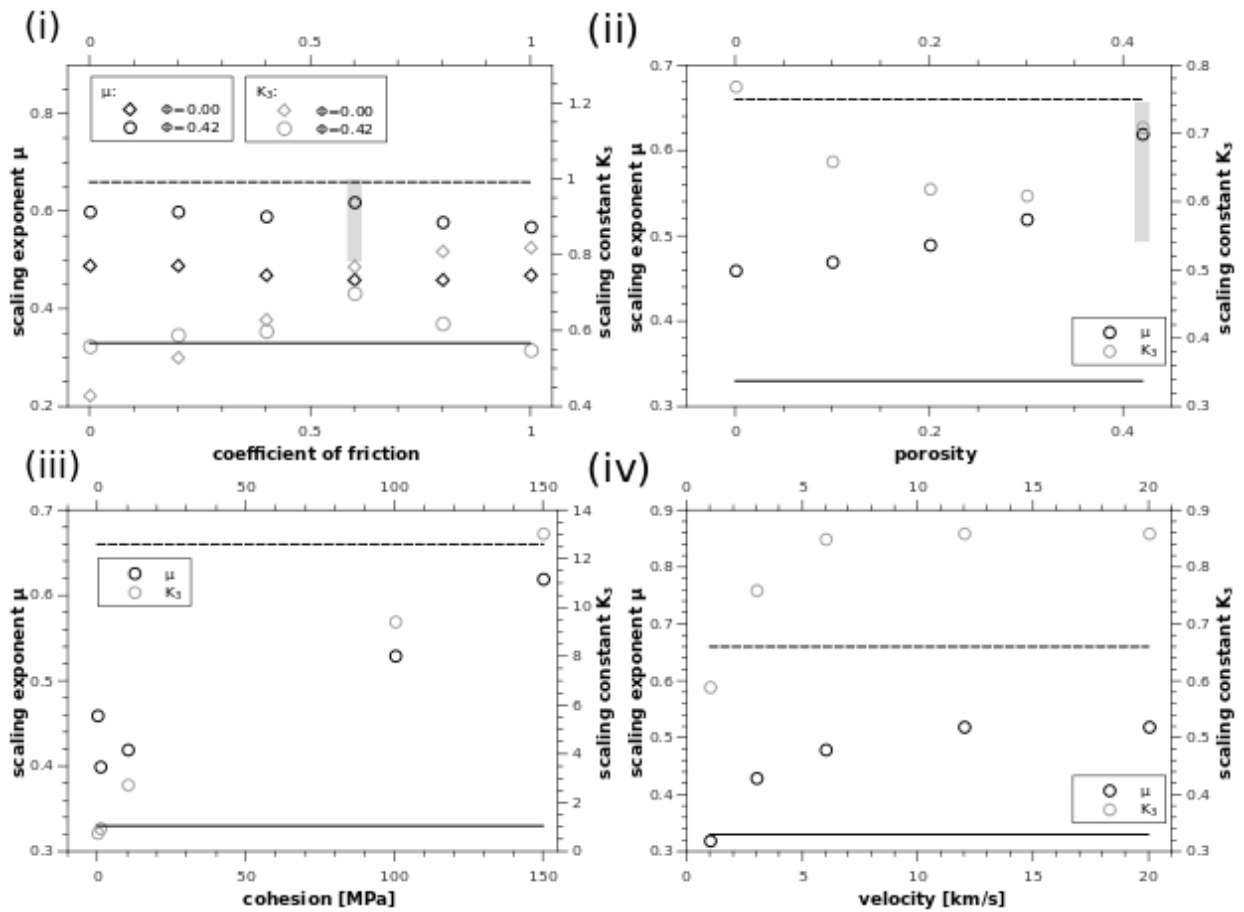 (i)
0 0.6 1
0.8
0.6
0.4
0.2
scaling exponent μ
μ:
Φ=0.00
Φ=0.42
K₃:
Φ=0.00
Φ=0.42
1.2
1
0.8
0.6
0.4
scaling constant K₃
0 0.5 1
coefficient of friction
(ii)
0 0.2 0.4
0.7
0.6
0.5
0.4
0.3
scaling exponent μ
μ
K₃
0.8
0.7
0.6
0.5
0.4
0.3
scaling constant K₃
0 0.2 0.4
porosity
(iii)
0 50 100 150
0.7
0.6
0.5
0.4
0.3
scaling exponent μ
μ
K₃
14
12
10
8
6
4
2
0
scaling constant K₃
0 50 100 150
cohesion [MPa]
(iv)
0 5 10 15 20
0.9
0.8
0.7
0.6
0.5
0.4
0.3
scaling exponent μ
μ
K₃
0.9
0.8
0.7
0.6
0.5
0.4
0.3
scaling constant K₃
0 5 10 15 20
velocity [km/s]